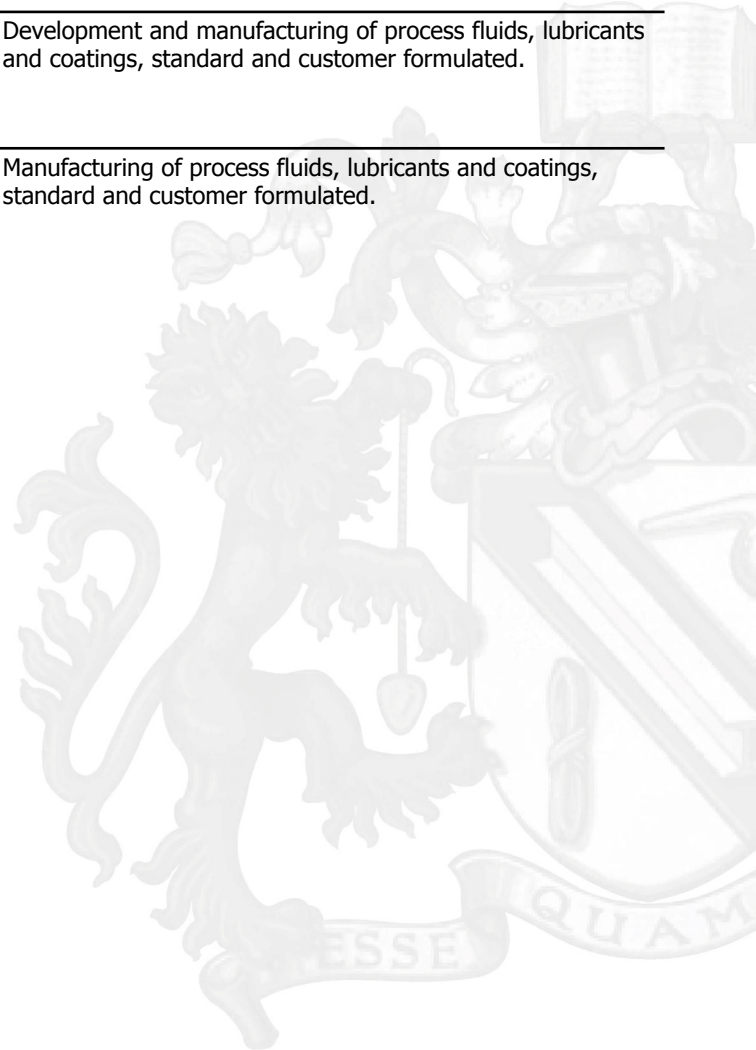 Development and manufacturing of process fluids, lubricants
and coatings, standard and customer formulated.
Manufacturing of process fluids, lubricants and coatings,
standard and customer formulated.
ESSE QUAM